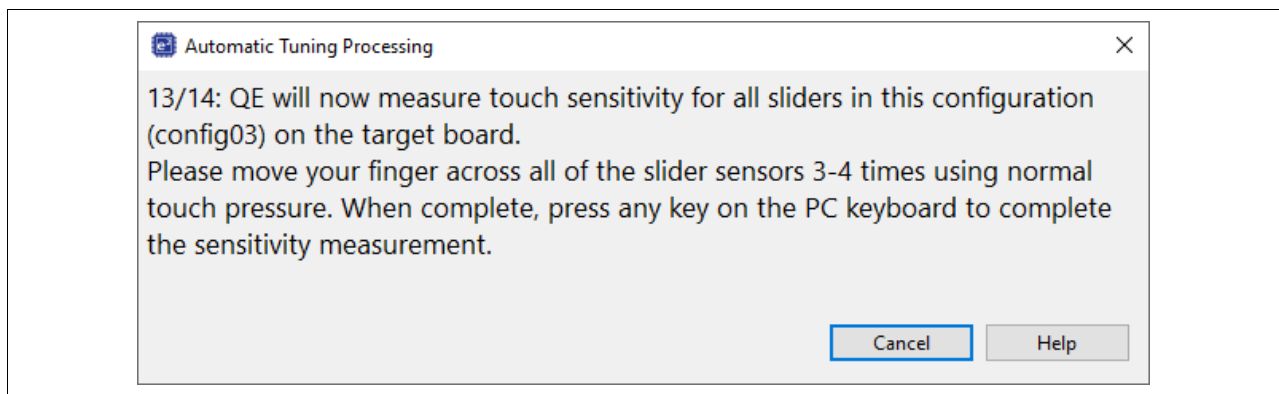 Automatic Tuning Processing
13/14: QE will now measure touch sensitivity for all sliders in this configuration
(config03) on the target board.
Please move your finger across all of the slider sensors 3-4 times using normal
touch pressure. When complete, press any key on the PC keyboard to complete
the sensitivity measurement.
Cancel Help